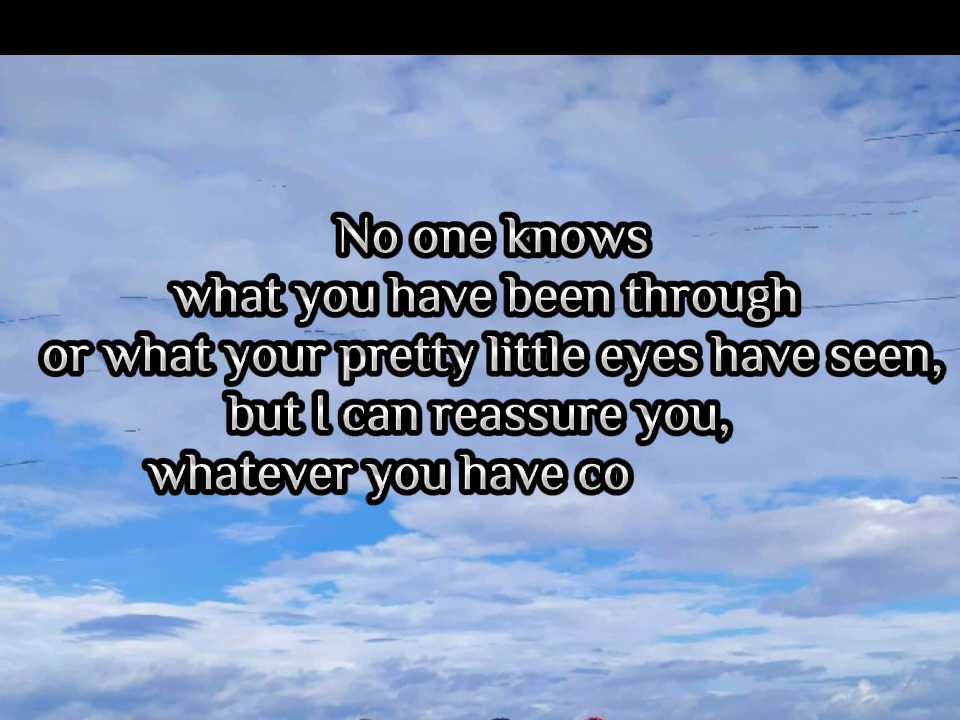 No one knows
what you have been through
or what your pretty little eyes have seen,
but I can reassure you,
whatever you have co